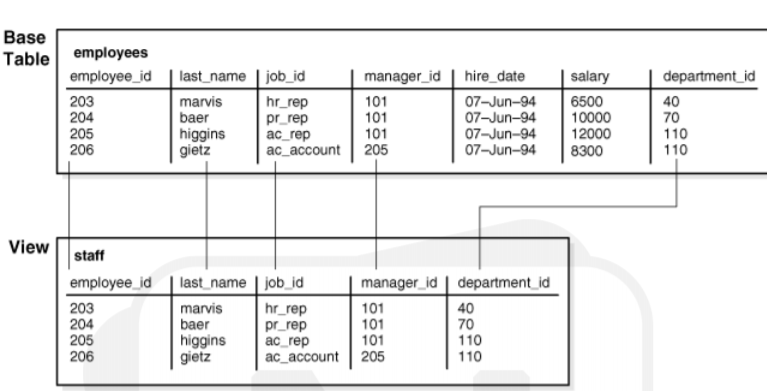 Base Table
employees
employee_id last_name job_id manager_id hire_date salary department_id
203 marvis hr_rep 101 07–Jun–94 6500 40
204 baer pr_rep 101 07–Jun–94 10000 70
205 higgins ac_rep 101 07–Jun–94 12000 110
206 gietz ac_account 205 07–Jun–94 8300 110
View
staff
employee_id last_name job_id manager_id department_id
203 marvis hr_rep 101 40
204 baer pr_rep 101 70
205 higgins ac_rep 101 110
206 gietz ac_account 205 110